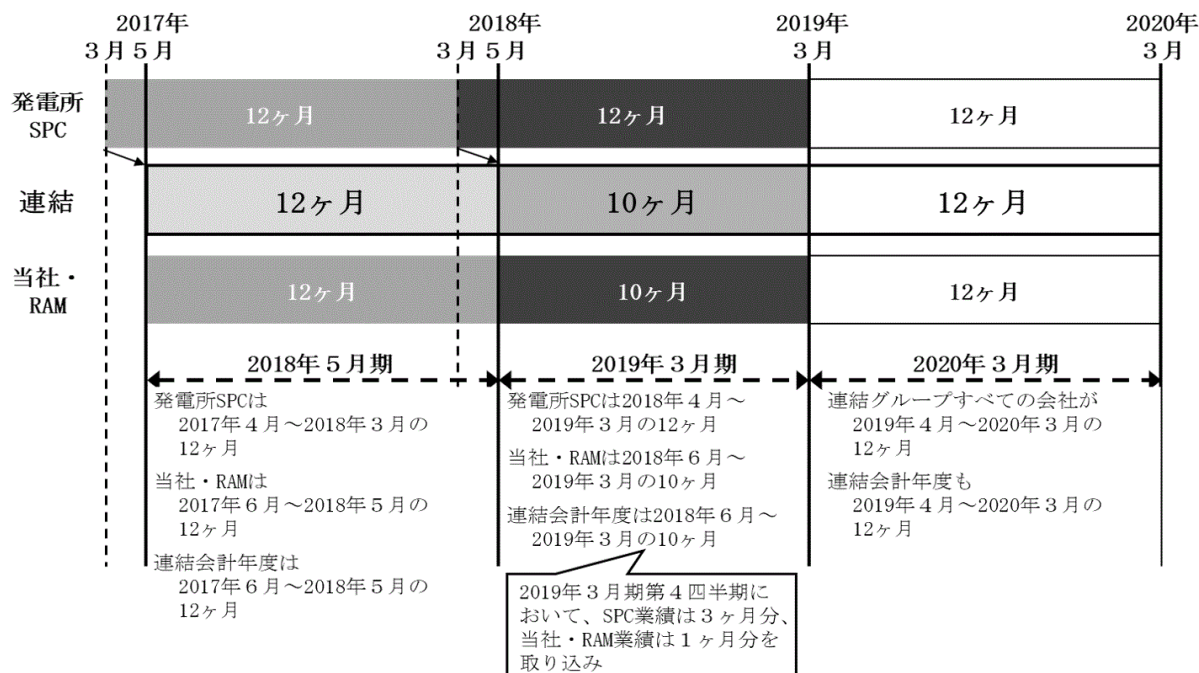 2017年
3月5月
2018年
3月5月
2019年
3月
2020年
3月
発電所
SPC
12ヶ月
12ヶ月
12ヶ月
連結
12ヶ月
10ヶ月
12ヶ月
当社・
RAM
12ヶ月
10ヶ月
12ヶ月
2018年5月期
発電所SPCは
2017年4月～2018年3月の
12ヶ月
当社・RAMは
2017年6月～2018年5月の
12ヶ月
連結会計年度は
2017年6月～2018年5月の
12ヶ月
2019年3月期
発電所SPCは2018年4月～
2019年3月の12ヶ月
当社・RAMは2018年6月～
2019年3月の10ヶ月
連結会計年度は2018年6月～
2019年3月の10ヶ月
2019年3月期第4四半期に
おいて、SPC業績は3ヶ月分、
当社・RAM業績は1ヶ月分を
取り込み
2020年3月期
連結グループすべての会社が
2019年4月～2020年3月の
12ヶ月
連結会計年度も
2019年4月～2020年3月の
12ヶ月